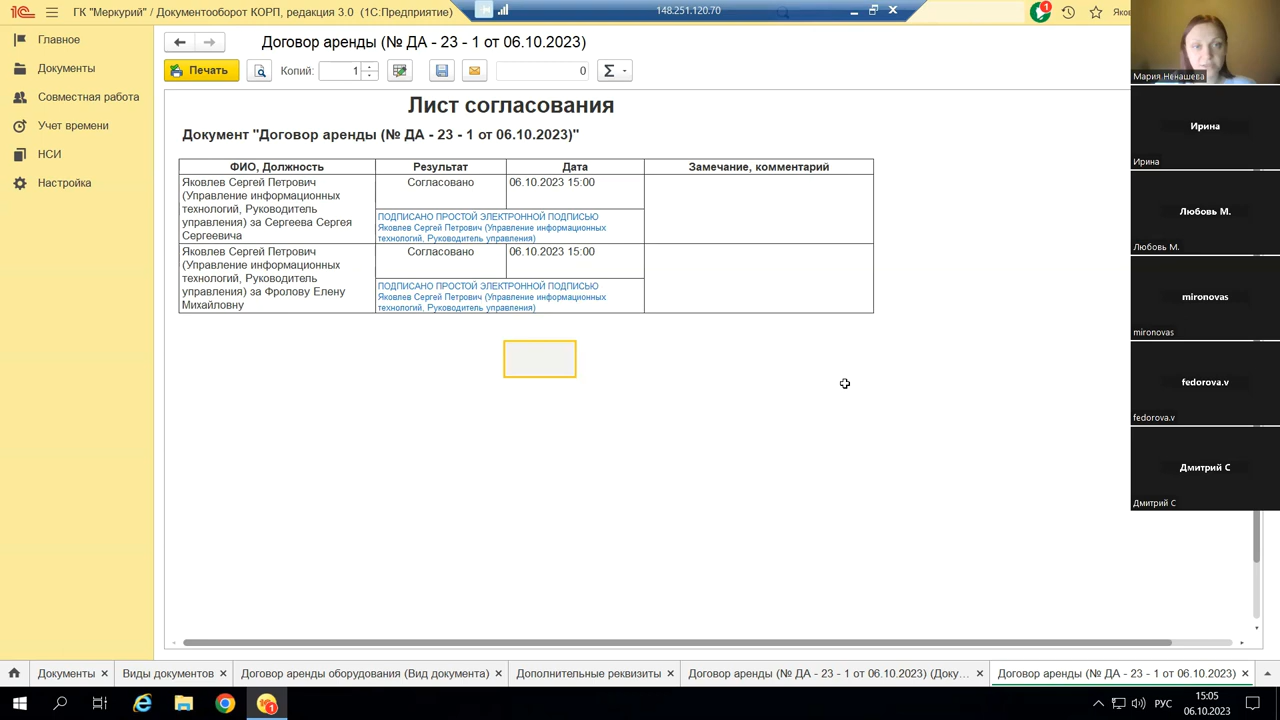 ГК "Меркурий" / Документооборот КОРП, редакция 3.0 (1С:Предприятие)
148.251.120.70
1
Яков
Главное
Документы
Совместная работа
Учет времени
НСИ
Настройка
Договор аренды (№ ДА - 23 - 1 от 06.10.2023)
Печать
Копий:
1
0
Σ
Лист согласования
Документ "Договор аренды (№ ДА - 23 - 1 от 06.10.2023)"
ФИО, Должность
Результат
Дата
Замечание, комментарий
Яковлев Сергей Петрович
(Управление информационных
технологий, Руководитель
управления) за Сергеева Сергея
Сергеевича
Согласовано
06.10.2023 15:00
ПОДПИСАНО ПРОСТОЙ ЭЛЕКТРОННОЙ ПОДПИСЬЮ
Яковлев Сергей Петрович (Управление информационных
технологий, Руководитель управления)
Яковлев Сергей Петрович
(Управление информационных
технологий, Руководитель
управления) за Фролову Елену
Михайловну
Согласовано
06.10.2023 15:00
ПОДПИСАНО ПРОСТОЙ ЭЛЕКТРОННОЙ ПОДПИСЬЮ
Яковлев Сергей Петрович (Управление информационных
технологий, Руководитель управления)
Мария Ненашева
Ирина
Ирина
Любовь М.
Любовь М.
mironovas
mironovas
fedorova.v
fedorova.v
Дмитрий С
Дмитрий С
Документы
Виды документов
Договор аренды оборудования (Вид документа)
Дополнительные реквизиты
Договор аренды (№ ДА - 23 - 1 от 06.10.2023) (Доку...
Договор аренды (№ ДА - 23 - 1 от 06.10.2023)
1
РУС
15:05
06.10.2023